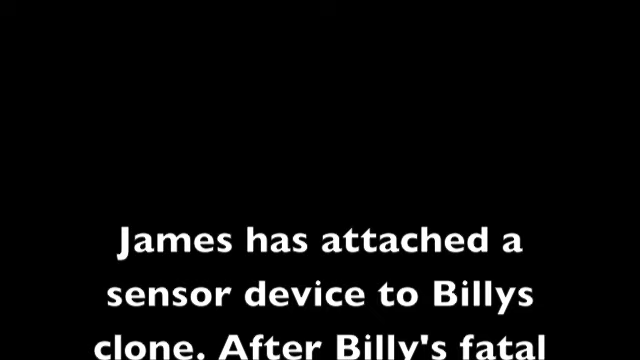 James has attached a
sensor device to Billys
clone. After Billy's fatal